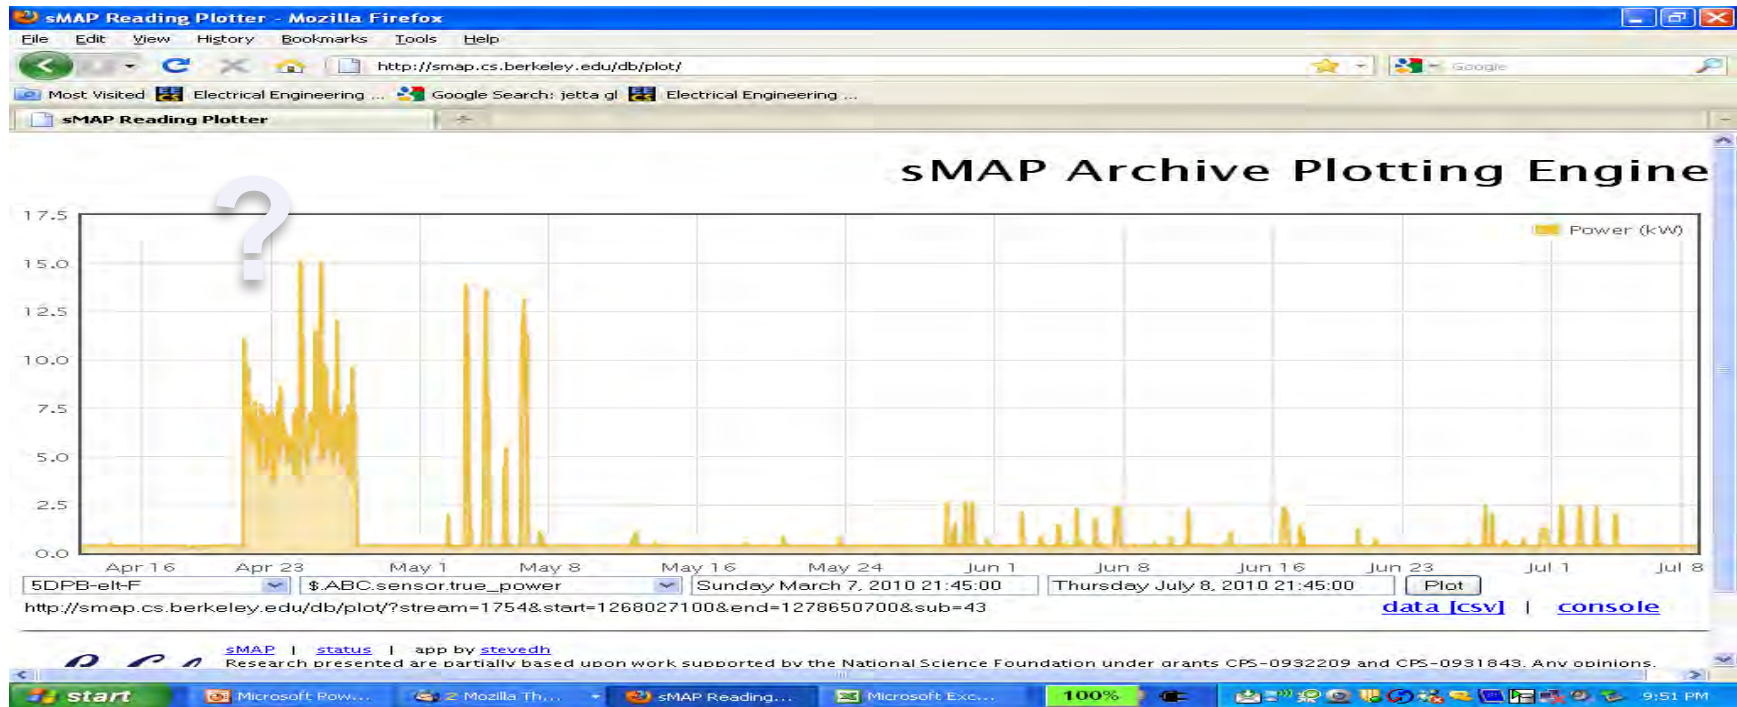 sMAP Reading Plotter - Mozilla Firefox
File Edit View History Bookmarks Tools Help
http://smap.cs.berkeley.edu/db/plot/ Google
Most Visited Electrical Engineering ... Google Search: jetta gl Electrical Engineering ...
sMAP Reading Plotter
sMAP Archive Plotting Engine
?
17.5
Power (kW)
15.0
12.5
10.0
7.5
5.0
2.5
0.0
Apr 16 Apr 23 May 1 May 8 May 16 May 24 Jun 1 Jun 8 Jun 16 Jun 23 Jul 1 Jul 8
5DPB-elt-F $.ABC.sensor.true_power Sunday March 7, 2010 21:45:00 Thursday July 8, 2010 21:45:00 Plot
http://smap.cs.berkeley.edu/db/plot/?stream=1754&start=1268027100&end=1278650700&sub=43 data [csv] | console
sMAP | status | app by stevedh
Research presented are partially based upon work supported by the National Science Foundation under grants CPS-0932209 and CPS-0931843. Any opinions,
start Microsoft Pow... 2 Mozilla Th... sMAP Reading... Microsoft Exc... 100% 9:51 PM